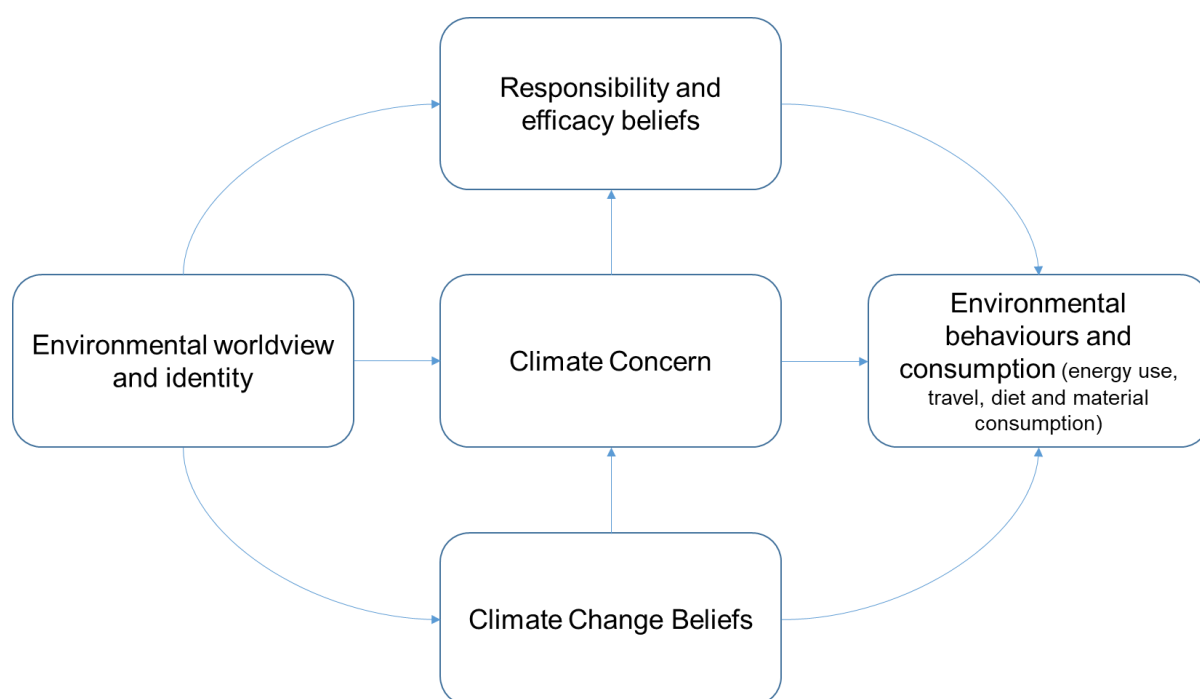 Responsibility and
efficacy beliefs
Environmental worldview
and identity
Climate Concern
Environmental
behaviours and
consumption (energy use,
travel, diet and material
consumption)
Climate Change Beliefs